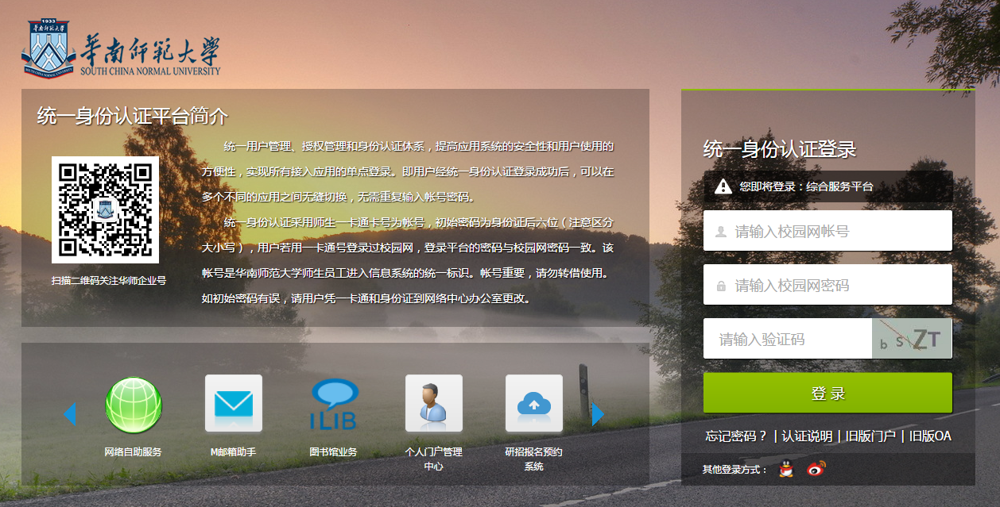 1933
華南师大
SOUTH CHINA NORMAL UNIVERSITY
華南师範大学
SOUTH CHINA NORMAL UNIVERSITY
统一身份认证平台简介
统一用户管理、授权管理和身份认证体系，提高应用系统的安全性和用户使用的
方便性，实现所有接入应用的单点登录。即用户经统一身份认证登录成功后，可以在
多个不同的应用之间无缝切换，无需重复输入帐号密码。
统一身份认证采用师生一卡通卡号为帐号，初始密码为身份证后六位（注意区分
大小写），用户若用一卡通号登录过校园网，登录平台的密码与校园网密码一致。该
帐号是华南师范大学师生员工进入信息系统的统一标识。帐号重要，请勿转借使用。
如初始密码有误，请用户凭一卡通和身份证到网络中心办公室更改。
扫描二维码关注华师企业号
ILIB
网络自助服务
M邮箱助手
图书馆业务
个人门户管理
中心
研招报名预约
系统
统一身份认证登录
您即将登录：综合服务平台
请输入校园网帐号
请输入校园网密码
请输入验证码
b s Z T
登 录
忘记密码？ | 认证说明 | 旧版门户 | 旧版OA
其他登录方式：